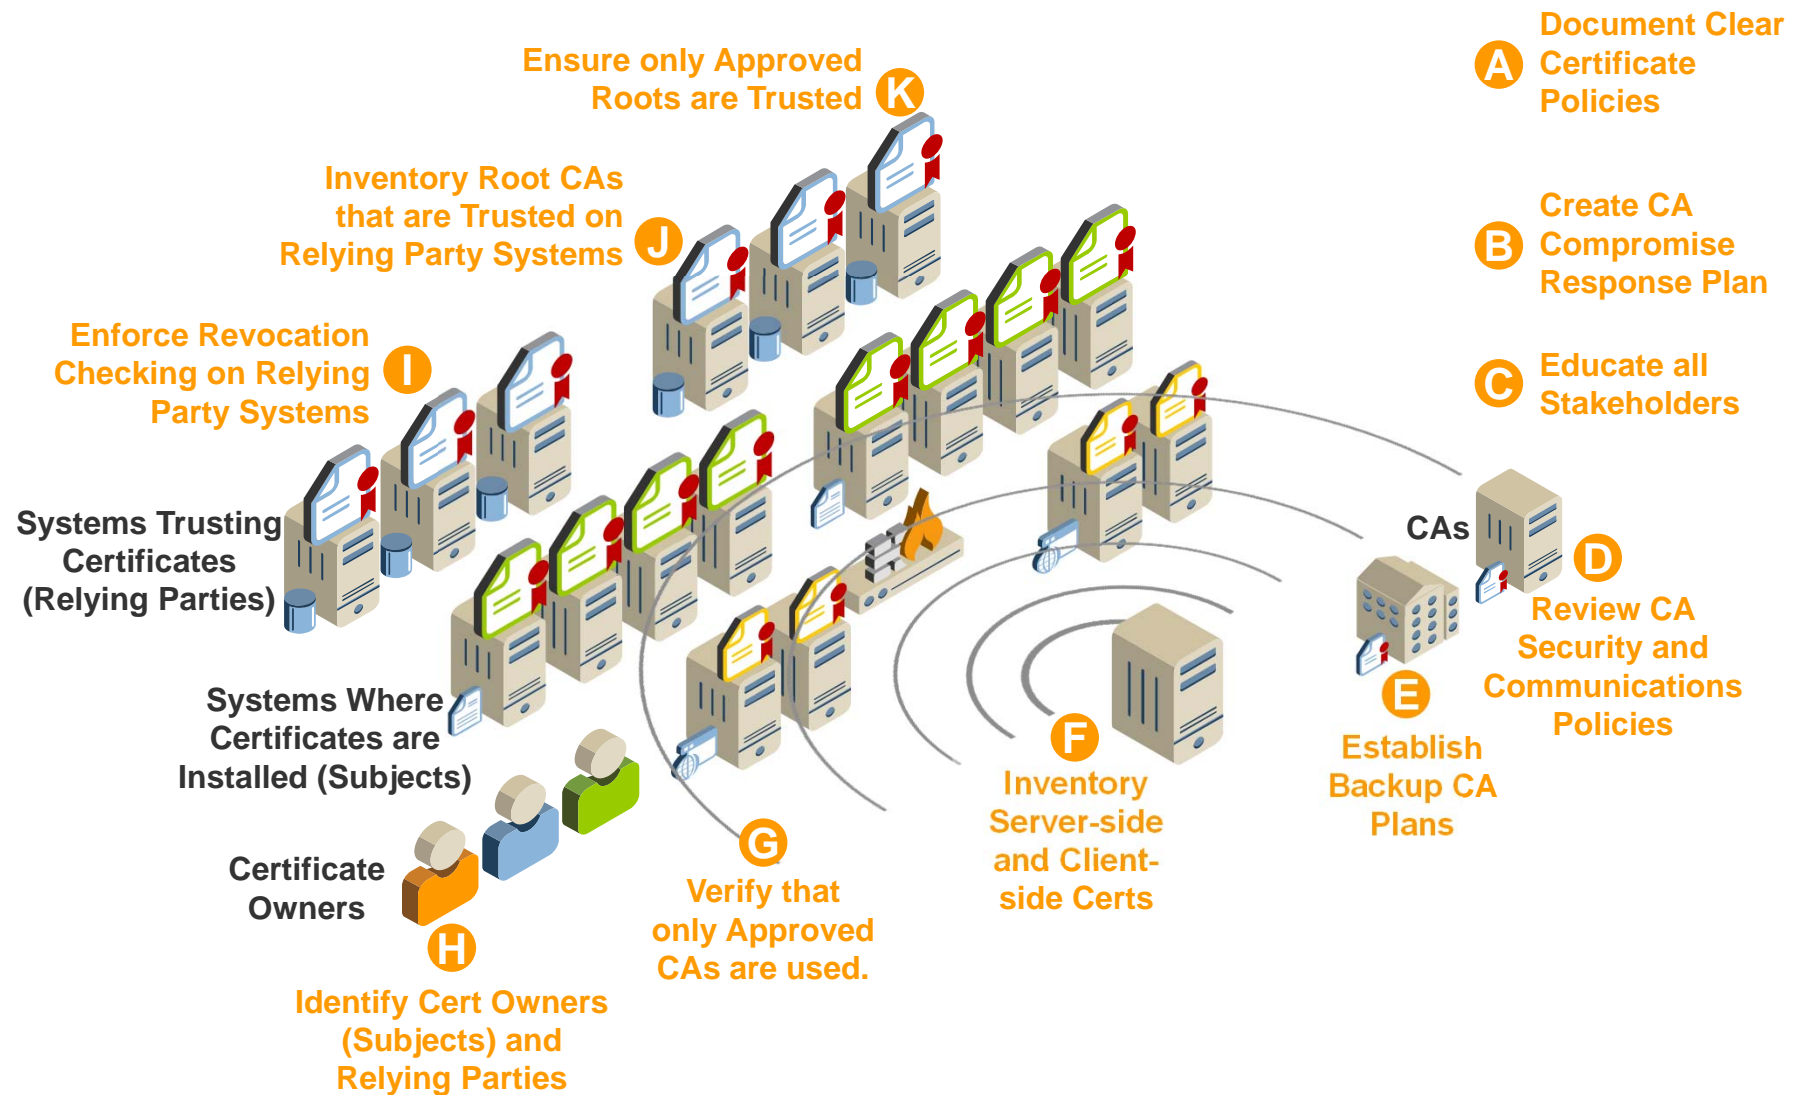 Ensure only Approved
Roots are Trusted
K
Inventory Root CAs
that are Trusted on
Relying Party Systems
J
Enforce Revocation
Checking on Relying
Party Systems
I
A
Document Clear
Certificate
Policies
B
Create CA
Compromise
Response Plan
C
Educate all
Stakeholders
Systems Trusting
Certificates
(Relying Parties)
Systems Where
Certificates are
Installed (Subjects)
Certificate
Owners
CAs
D
Review CA
Security and
Communications
Policies
E
Establish
Backup CA
Plans
F
Inventory
Server-side
and Client-
side Certs
G
Verify that
only Approved
CAs are used.
H
Identify Cert Owners
(Subjects) and
Relying Parties